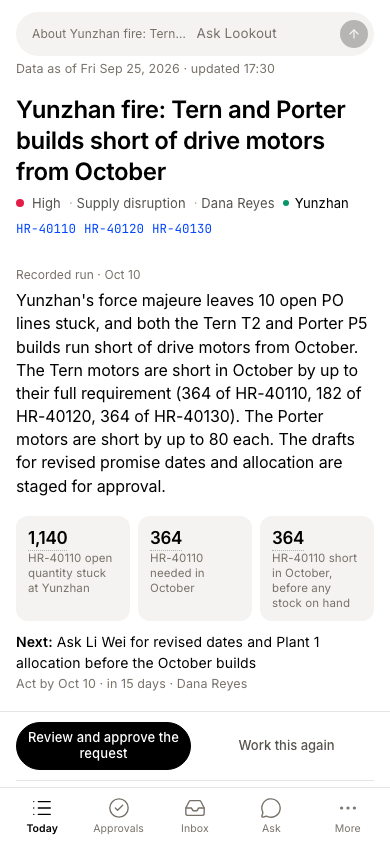 About Yunzhan fire: Tern... Ask Lookout
Data as of Fri Sep 25, 2026 · updated 17:30
Yunzhan fire: Tern and Porter
builds short of drive motors
from October
High · Supply disruption · Dana Reyes Yunzhan
HR-40110 HR-40120 HR-40130
Recorded run · Oct 10
Yunzhan's force majeure leaves 10 open PO
lines stuck, and both the Tern T2 and Porter P5
builds run short of drive motors from October.
The Tern motors are short in October by up to
their full requirement (364 of HR-40110, 182 of
HR-40120, 364 of HR-40130). The Porter
motors are short by up to 80 each. The drafts
for revised promise dates and allocation are
staged for approval.
1,140
HR-40110 open
quantity stuck
at Yunzhan
364
HR-40110
needed in
October
364
HR-40110 short
in October,
before any
stock on hand
Next: Ask Li Wei for revised dates and Plant 1
allocation before the October builds
Act by Oct 10 · in 15 days · Dana Reyes
Review and approve the
request
Work this again
Today Approvals Inbox Ask More